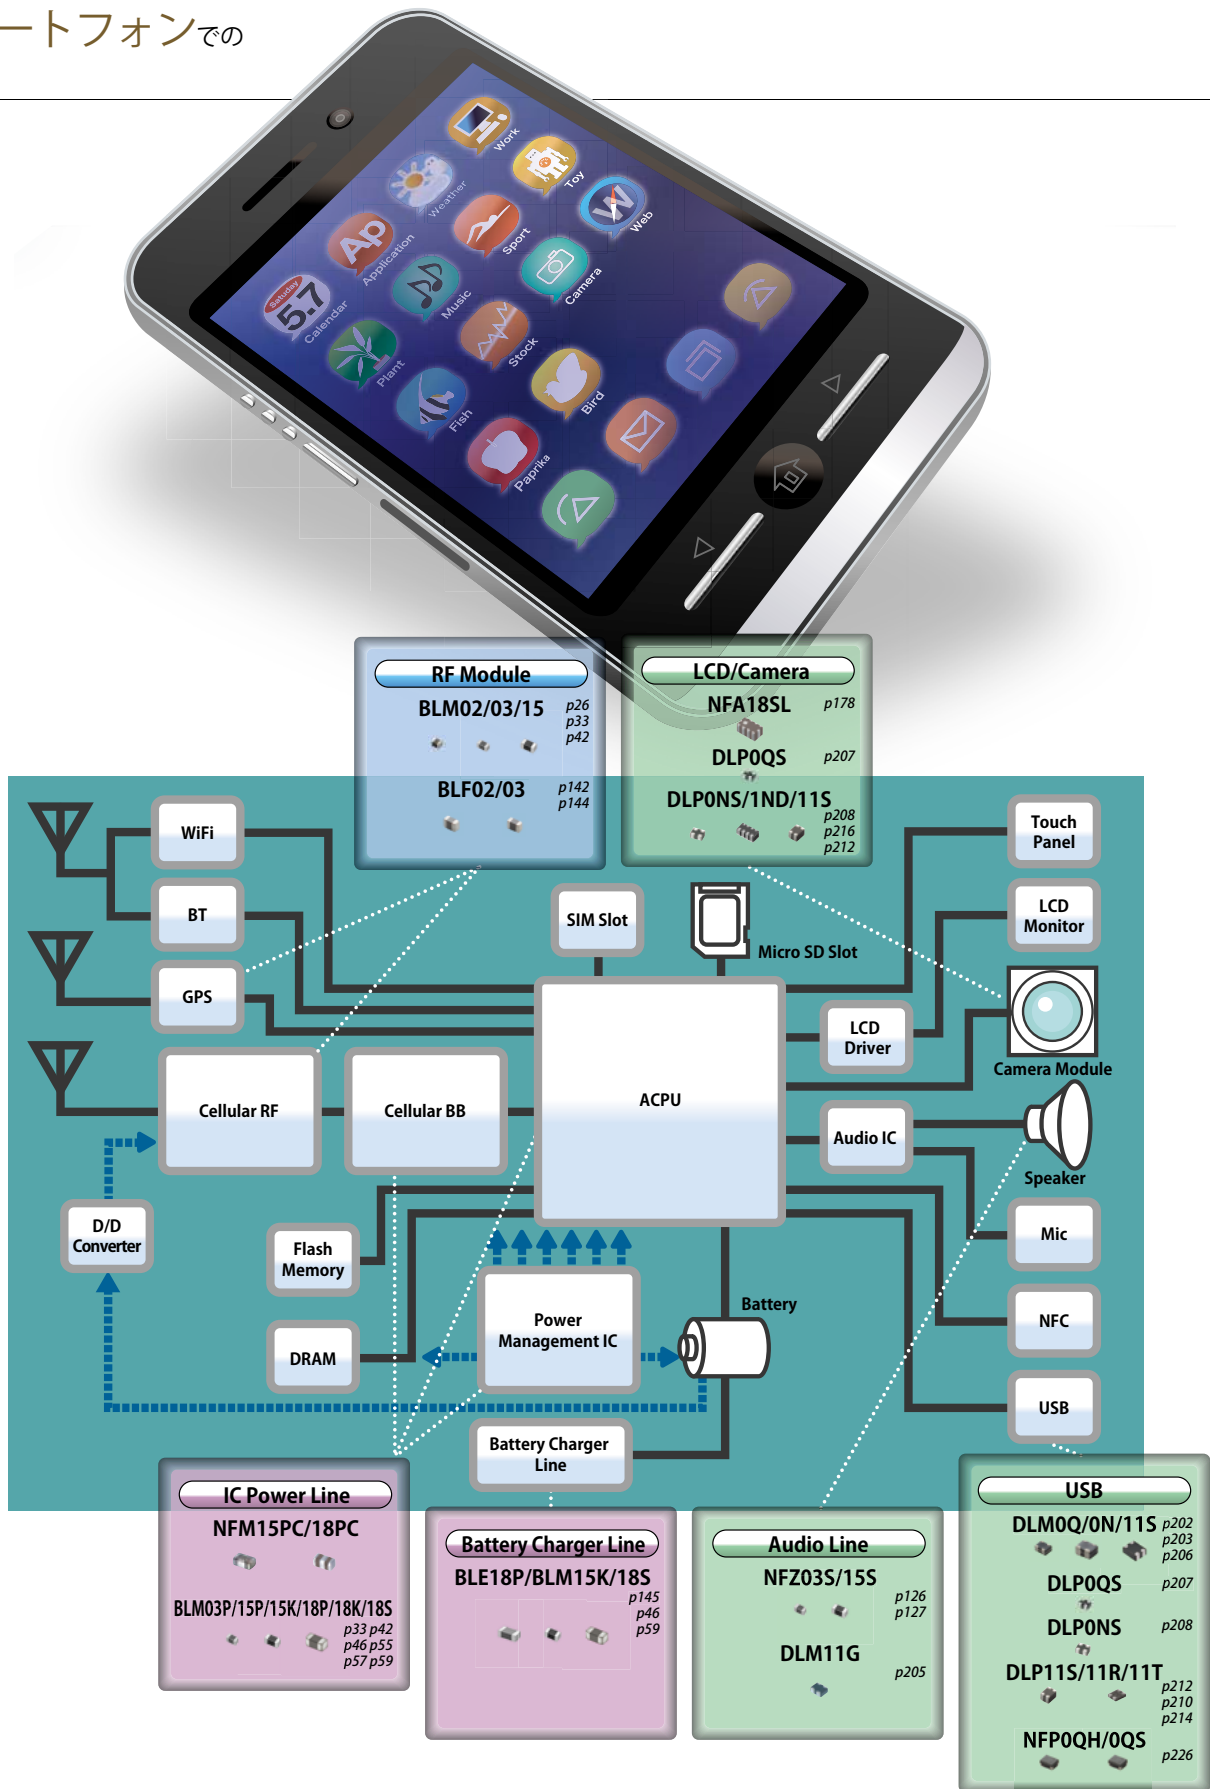 ートフォンでの
Work
Toy
Web
Weather
Sport
Camera
Ap
Application
Music
Stock
Bird
Satuday
5.7
Calendar
Plant
Fish
Paprika
RF Module
BLM02/03/15
p26
p33
p42
BLF02/03
p142
p144
LCD/Camera
NFA18SL p178
DLP0QS p207
DLP0NS/1ND/11S
p208
p216
p212
WiFi
BT
GPS
SIM Slot
Micro SD Slot
Touch
Panel
LCD
Monitor
LCD
Driver
Camera Module
Cellular RF
Cellular BB
ACPU
Audio IC
Speaker
D/D
Converter
Flash
Memory
Mic
Power
Management IC
Battery
NFC
DRAM
USB
Battery Charger
Line
IC Power Line
NFM15PC/18PC
BLM03P/15P/15K/18P/18K/18S
p33 p42
p46 p55
p57 p59
Battery Charger Line
BLE18P/BLM15K/18S
p145
p46
p59
Audio Line
NFZ03S/15S
p126
p127
DLM11G
p205
USB
DLM0Q/0N/11S p202
p203
p206
DLP0QS p207
DLP0NS p208
DLP11S/11R/11T
p212
p210
p214
NFP0QH/0QS
p226